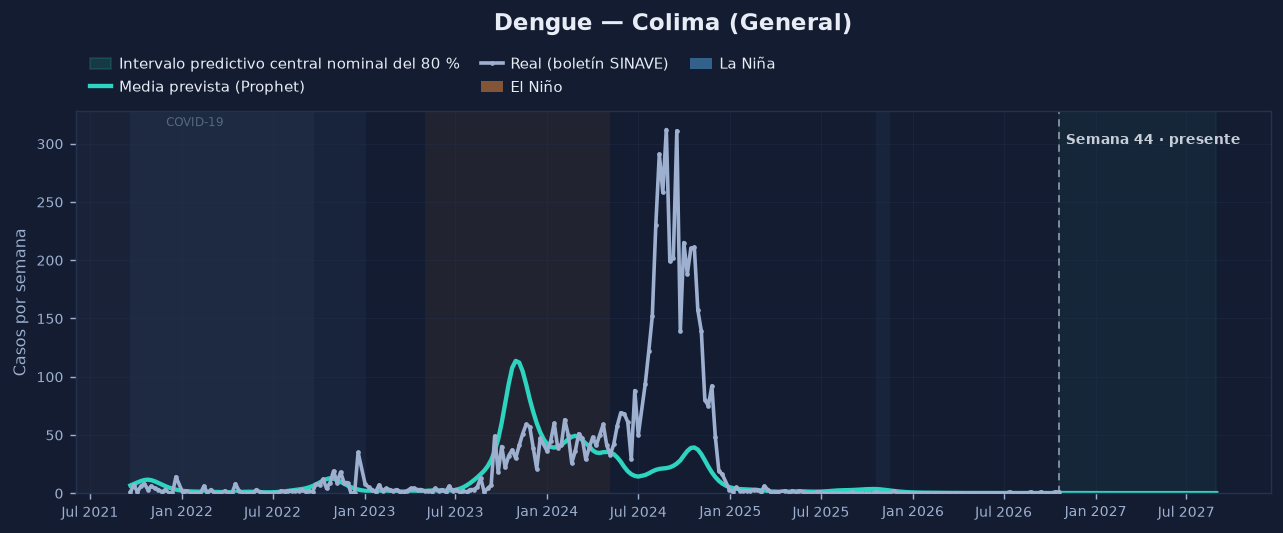 Dengue — Colima (General)
Intervalo predictivo central nominal del 80 %
Real (boletín SINAVE)
La Niña
Media prevista (Prophet)
El Niño
COVID-19
Semana 44 · presente
Casos por semana
300
250
200
150
100
50
0
Jul 2021
Jan 2022
Jul 2022
Jan 2023
Jul 2023
Jan 2024
Jul 2024
Jan 2025
Jul 2025
Jan 2026
Jul 2026
Jan 2027
Jul 2027